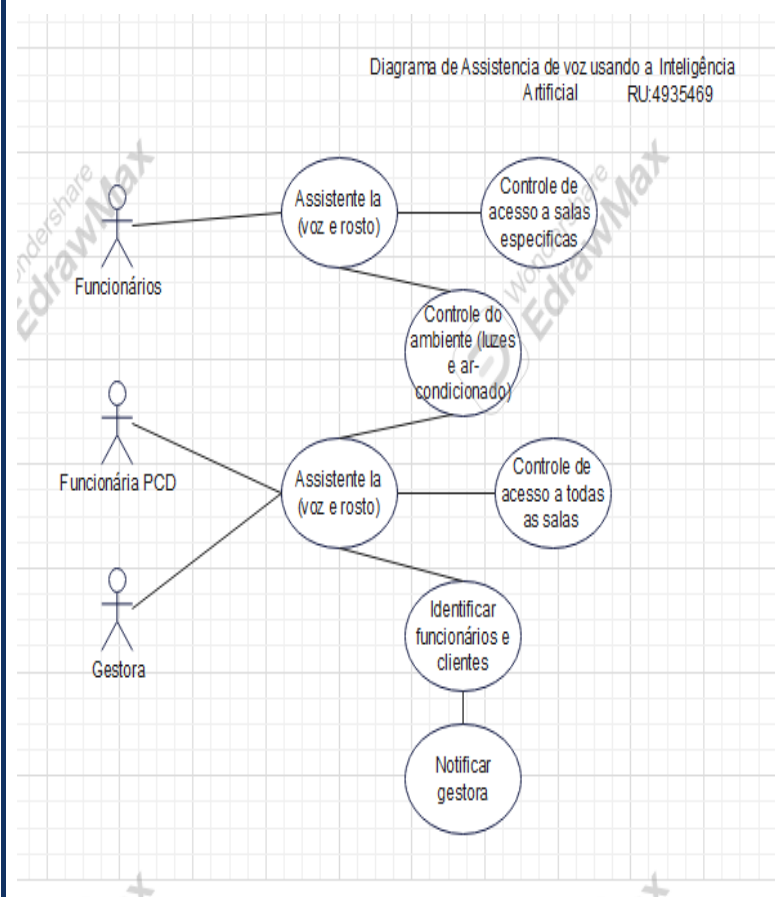 Diagrama de Assistencia de voz usando a Inteligência
Artificial RU:4935469
Wondershare
EdrawMax
Wondershare
EdrawMax
Funcionários
Assistente Ia
(voz e rosto)
Controle de
acesso a salas
especificas
Controle do
ambiente (luzes
e ar-
condicionado)
Funcionária PCD
Assistente Ia
(voz e rosto)
Controle de
acesso a todas
as salas
Gestora
Identificar
funcionários e
clientes
Notificar
gestora